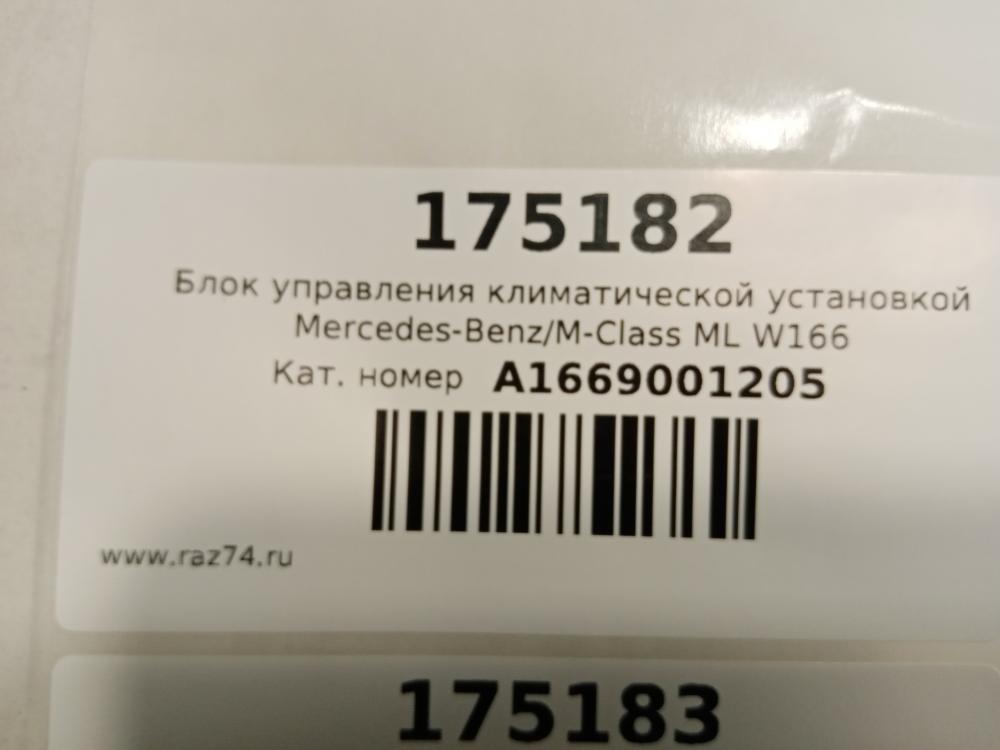 175182
Блок управления климатической установкой
Mercedes-Benz/M-Class ML W166
Кат. номер A1669001205
www.raz74.ru
175183